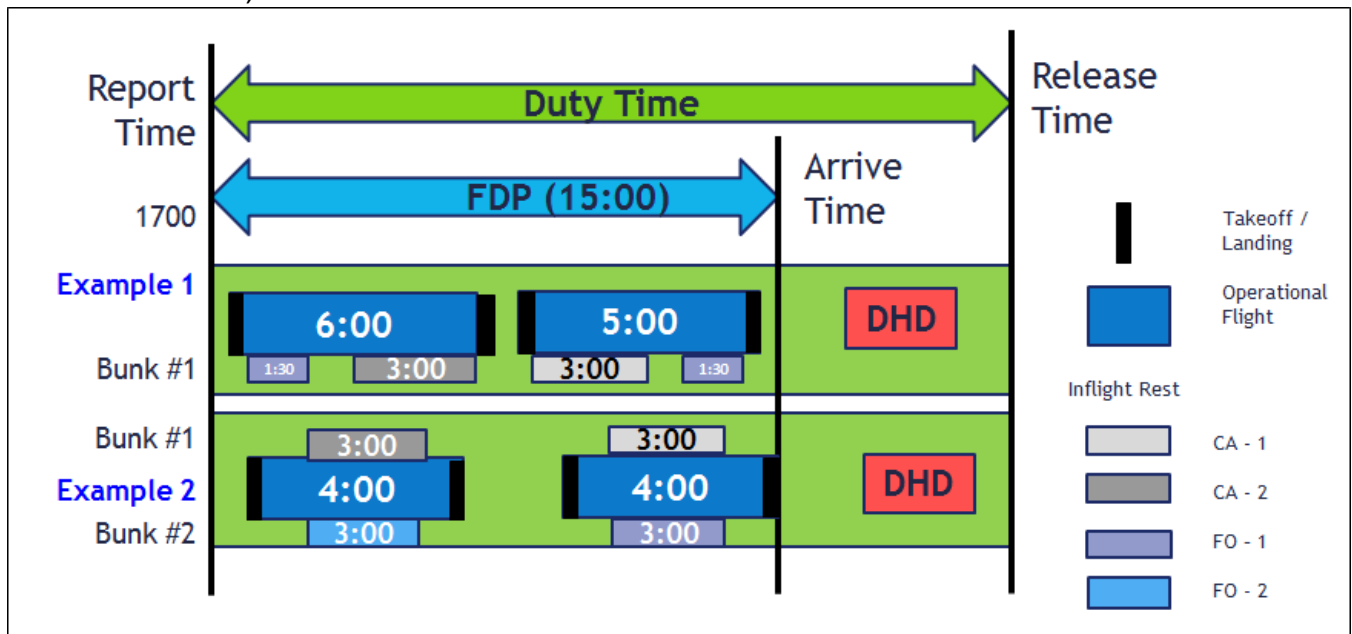 Report
Time
1700
Duty Time
Release
Time
FDP (15:00)
Arrive
Time
Takeoff /
Landing
Operational
Flight
Inflight Rest
CA - 1
CA - 2
FO - 1
FO - 2
Example 1
6:00
5:00
DHD
Bunk #1
1:30
3:00
3:00
1:30
Bunk #1
3:00
3:00
Example 2
4:00
4:00
DHD
Bunk #2
3:00
3:00